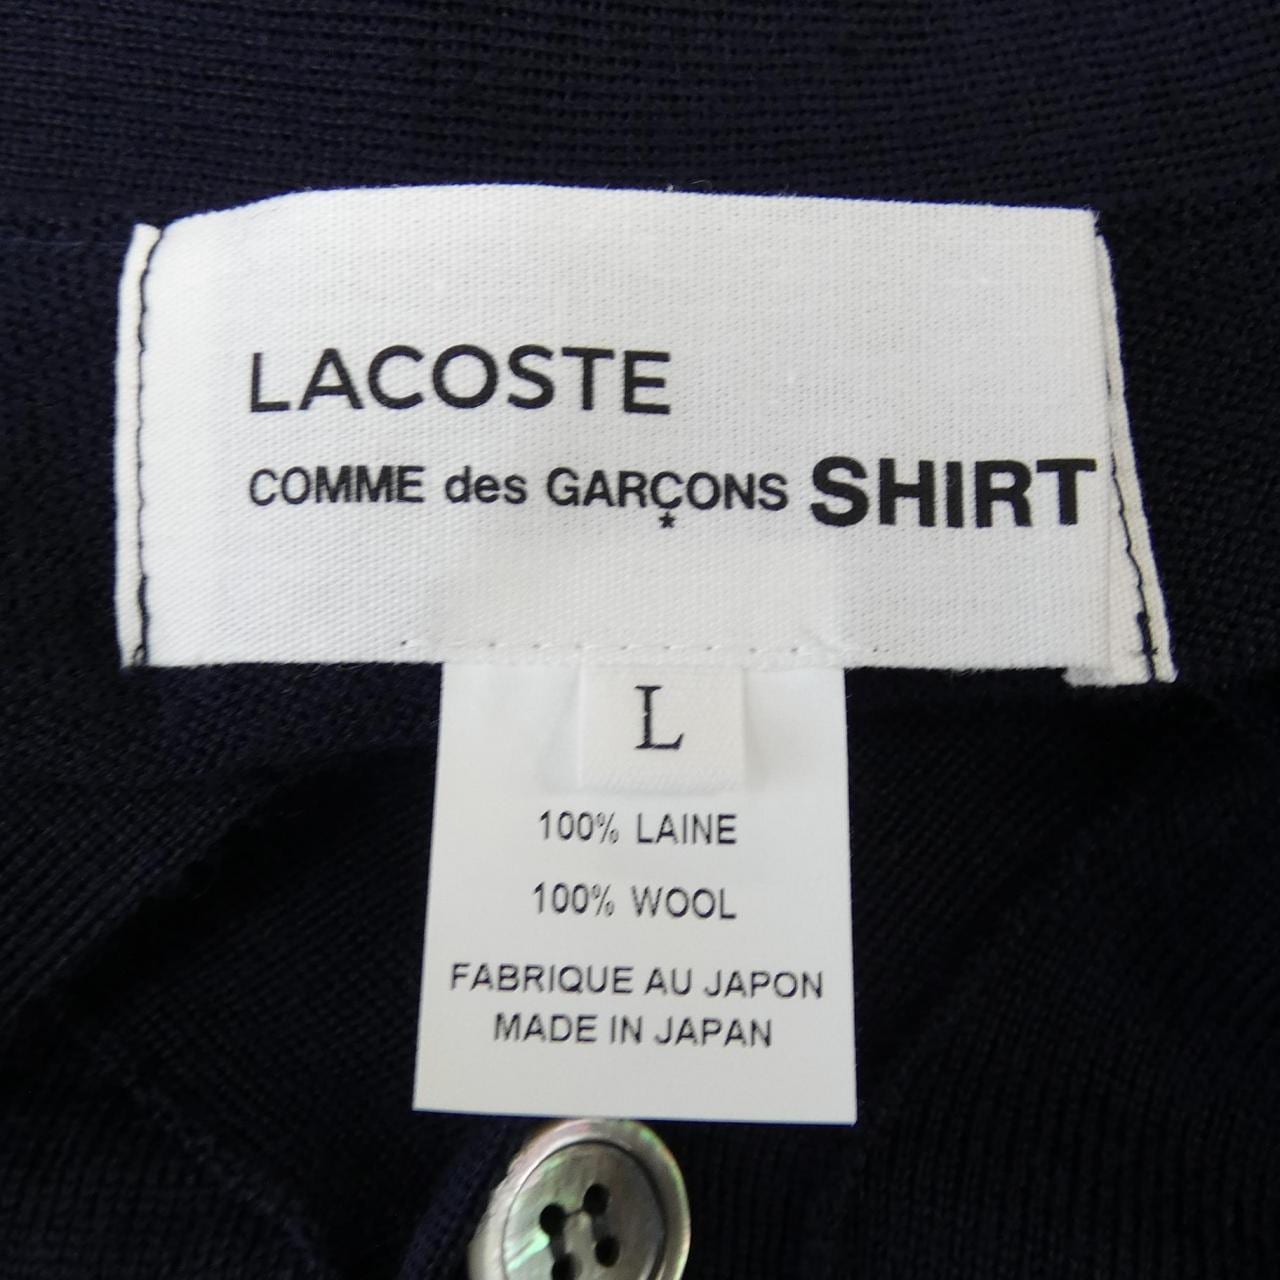 LACOSTE
COMME des GARÇONS SHIRT
L
100% LAINE
100% WOOL
FABRIQUE AU JAPON
MADE IN JAPAN